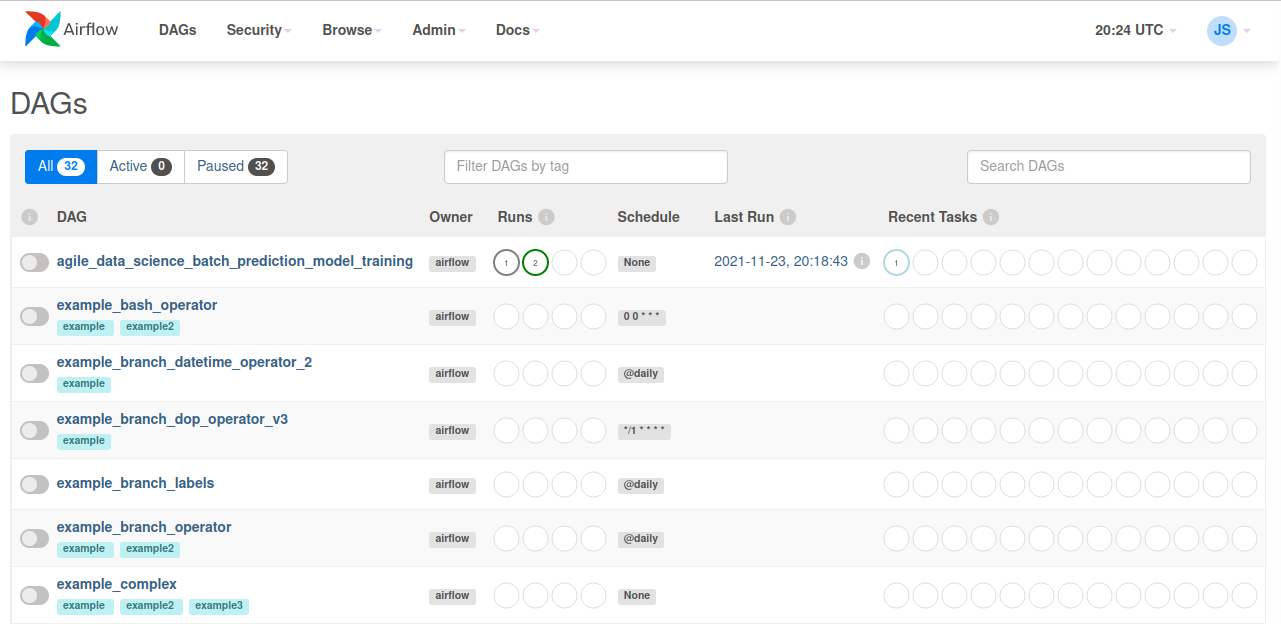 Airflow DAGs Security Browse Admin Docs 20:24 UTC JS
DAGs
All 32 Active 0 Paused 32 Filter DAGs by tag Search DAGs
i DAG Owner Runs i Schedule Last Run i Recent Tasks i
agile_data_science_batch_prediction_model_training airflow 1 2 None 2021-11-23, 20:18:43 i 1
example_bash_operator
example example2 airflow 0 0 * * *
example_branch_datetime_operator_2
example airflow @daily
example_branch_dop_operator_v3
example airflow */1 * * * *
example_branch_labels airflow @daily
example_branch_operator
example example2 airflow @daily
example_complex
example example2 example3 airflow None